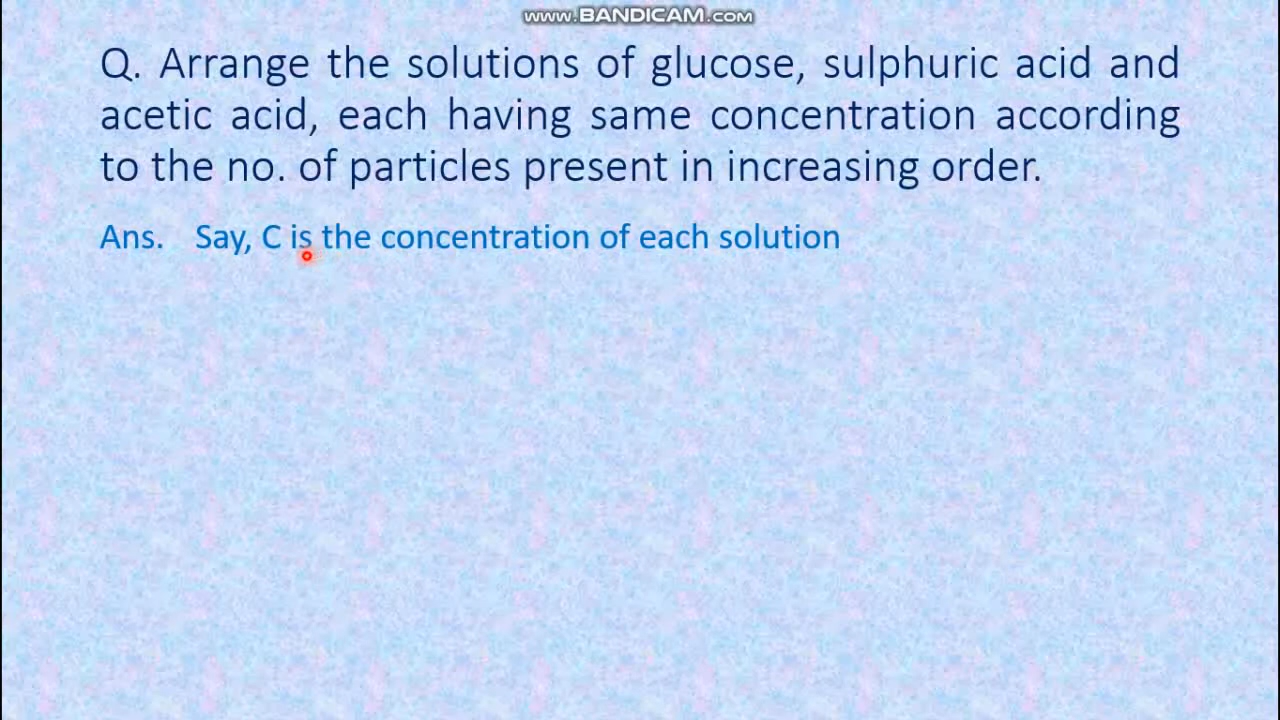 www.BANDICAM.com
Q. Arrange the solutions of glucose, sulphuric acid and
acetic acid, each having same concentration according
to the no. of particles present in increasing order.
Ans. Say, C is the concentration of each solution